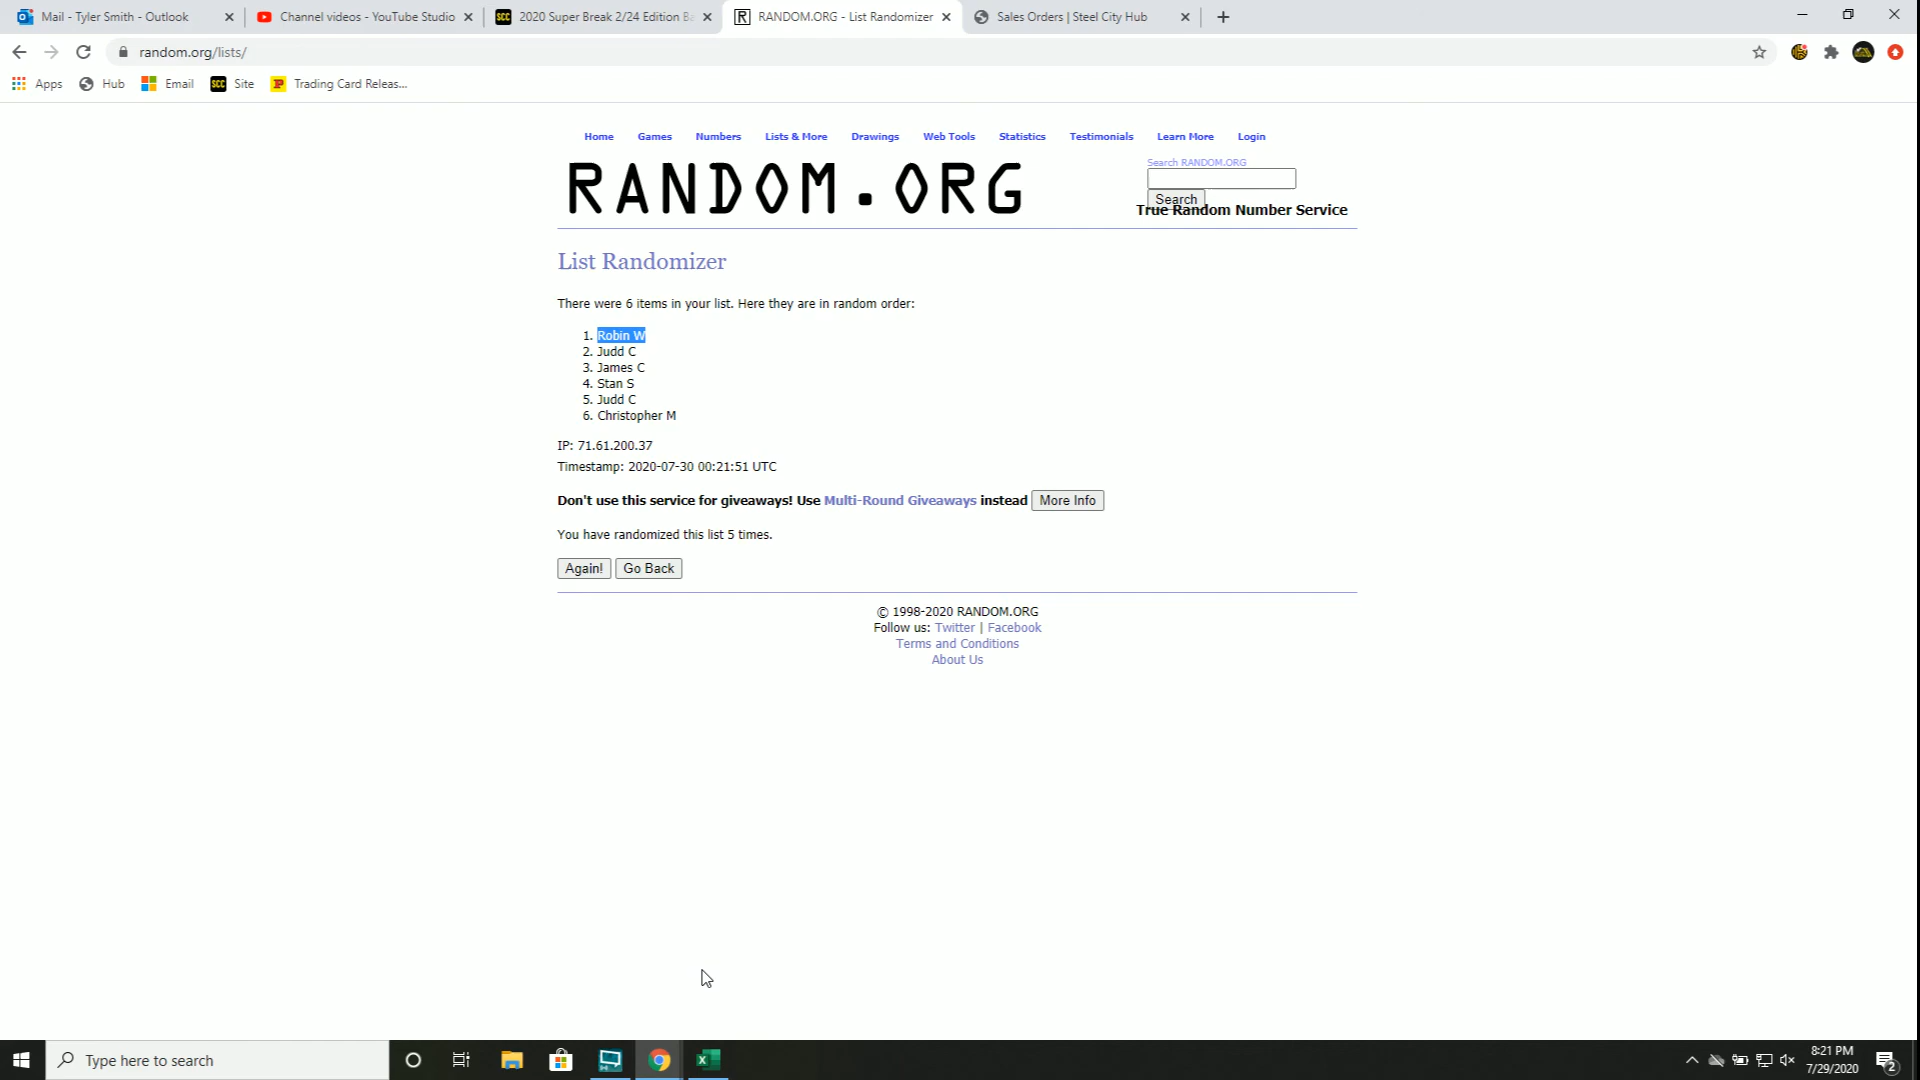 Mail - Tyler Smith - Outlook
Channel videos - YouTube Studio
2020 Super Break 2/24 Edition Ba
RANDOM.ORG - List Randomizer
Sales Orders | Steel City Hub
random.org/lists/
Apps
Hub
Email
SCC
Site
Trading Card Releas...
Home
Games
Numbers
Lists & More
Drawings
Web Tools
Statistics
Testimonials
Learn More
Login
RANDOM.ORG
Search RANDOM.ORG
Search
True Random Number Service
List Randomizer
There were 6 items in your list. Here they are in random order:
1. Robin W
2. Judd C
3. James C
4. Stan S
5. Judd C
6. Christopher M
IP: 71.61.200.37
Timestamp: 2020-07-30 00:21:51 UTC
Don't use this service for giveaways! Use Multi-Round Giveaways instead More Info
You have randomized this list 5 times.
Again! Go Back
© 1998-2020 RANDOM.ORG
Follow us: Twitter | Facebook
Terms and Conditions
About Us
Type here to search
8:21 PM
7/29/2020
2